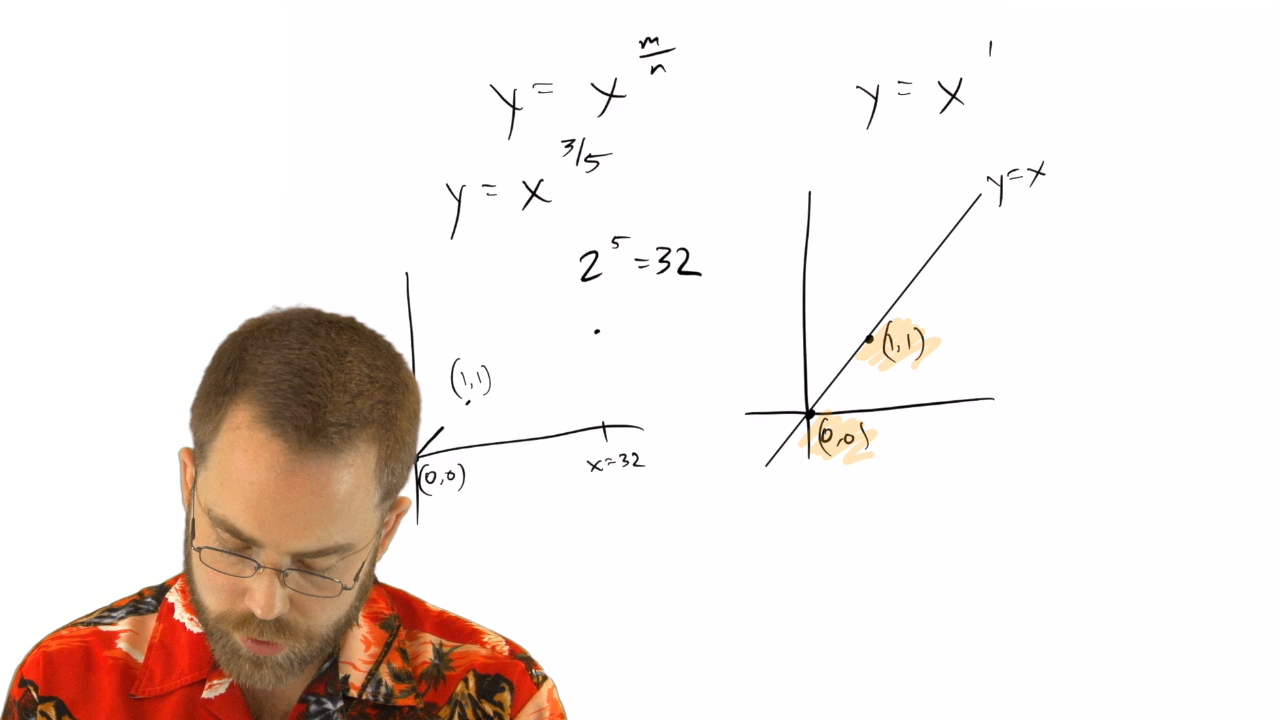 y = x^{m/n}
y = x^{3/5}
2^5 = 32
(1,1)
(0,0)
x=32
y = x^1
y=x
(1,1)
(0,0)